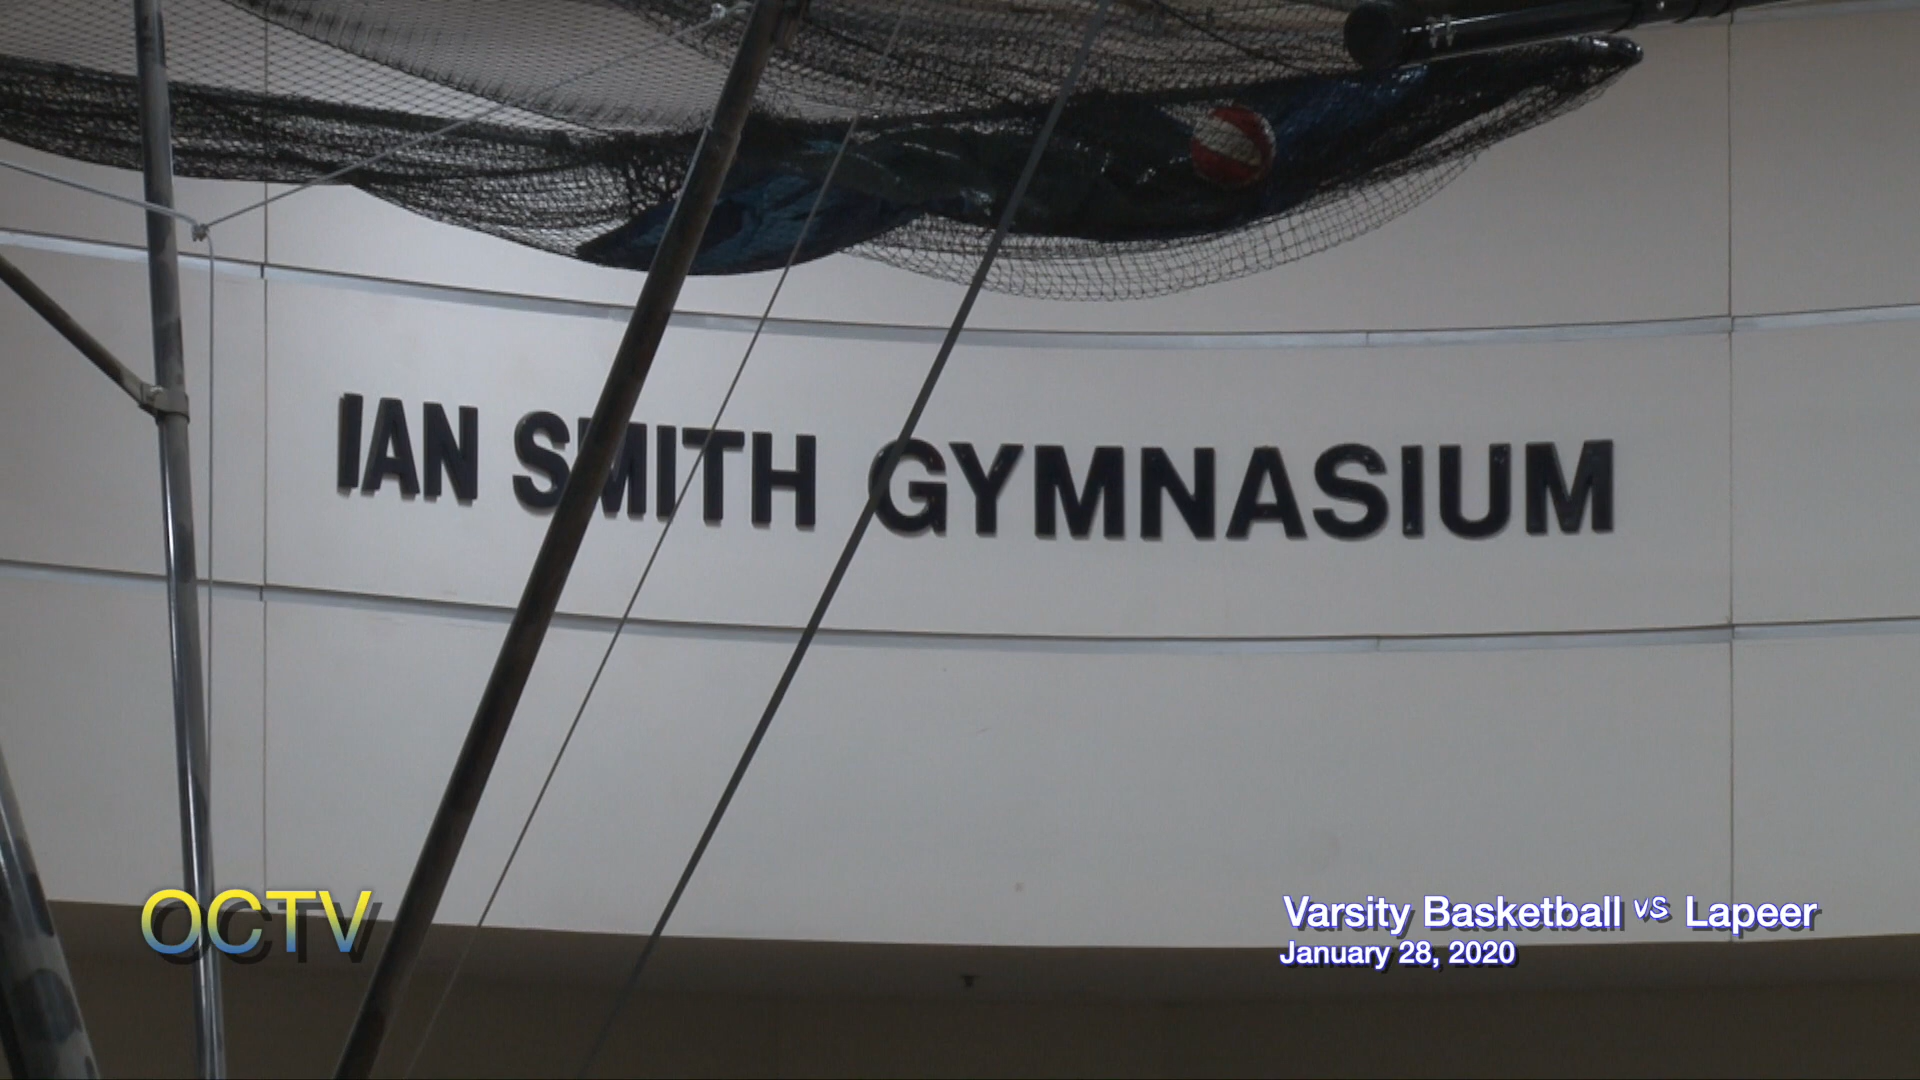 IAN SMITH GYMNASIUM
OCTV
Varsity Basketball vs Lapeer
January 28, 2020